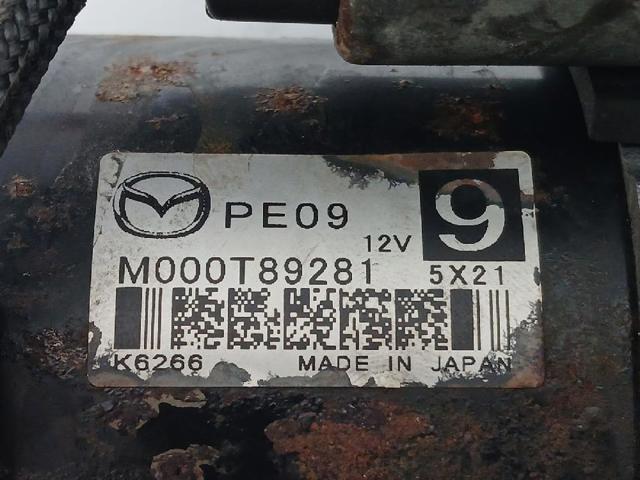 PE09
9
12V
M000T89281
5X21
K6266
MADE IN JAPAN